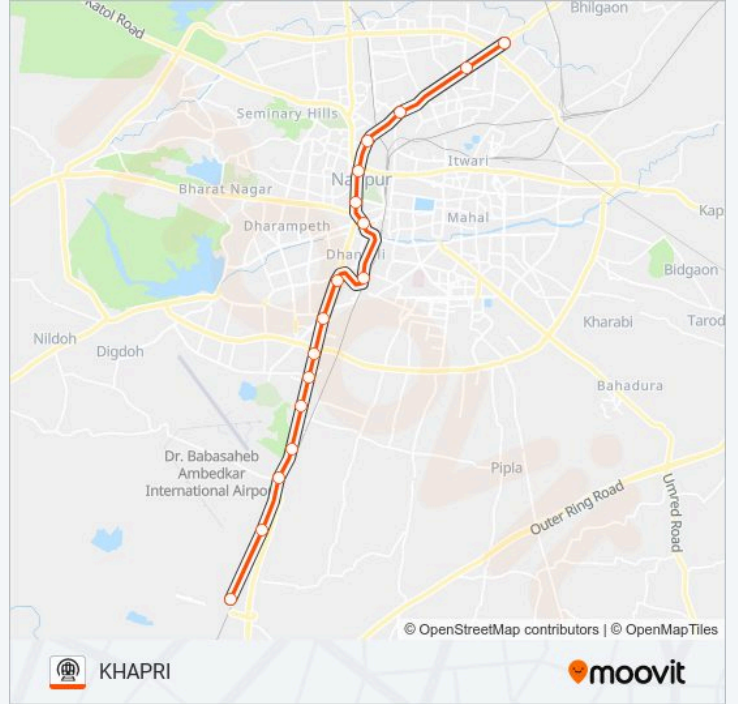 Katol Road
Bhilgaon
Seminary Hills
Itwari
Nagpur
Bharat Nagar
Mahal
Kap
Dharampeth
Dhantoli
Bidgaon
Nildoh
Digdoh
Kharabi
Tarod
Bahadura
Dr. Babasaheb
Ambedkar
International Airpo
Pipla
Outer Ring Road
Umred Road
© OpenStreetMap contributors | © OpenMapTiles
KHAPRI
moovit